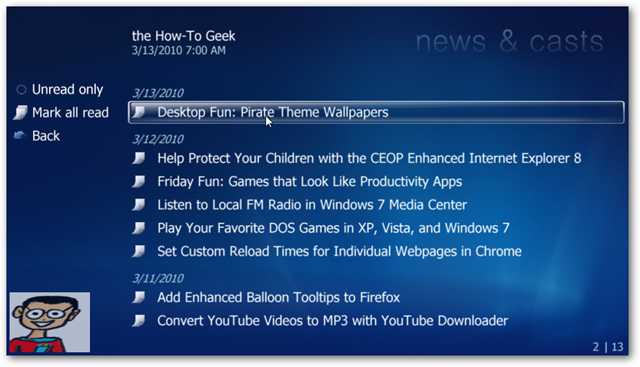 the How-To Geek
3/13/2010 7:00 AM
news & casts
Unread only
Mark all read
Back
3/13/2010
Desktop Fun: Pirate Theme Wallpapers
3/12/2010
Help Protect Your Children with the CEOP Enhanced Internet Explorer 8
Friday Fun: Games that Look Like Productivity Apps
Listen to Local FM Radio in Windows 7 Media Center
Play Your Favorite DOS Games in XP, Vista, and Windows 7
Set Custom Reload Times for Individual Webpages in Chrome
3/11/2010
Add Enhanced Balloon Tooltips to Firefox
Convert YouTube Videos to MP3 with YouTube Downloader
2 | 13